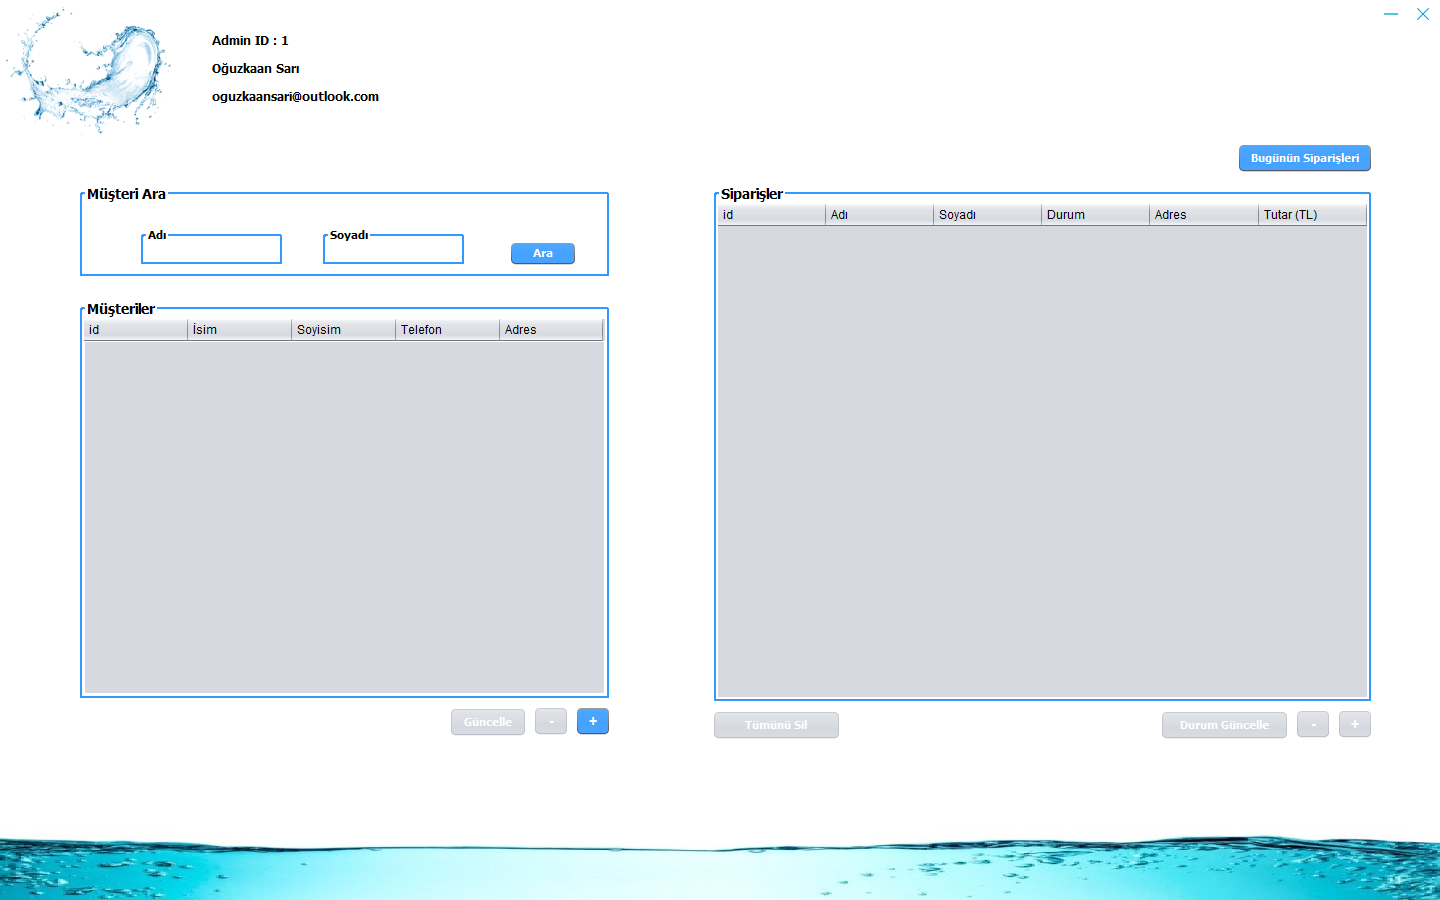 Admin ID : 1
Oğuzkaan Sarı
oguzkaansari@outlook.com
Bugünün Siparişleri
Müşteri Ara
Adı
Soyadı
Ara
Müşteriler
id İsim Soyisim Telefon Adres
Güncelle - +
Siparişler
id Adı Soyadı Durum Adres Tutar (TL)
Tümünü Sil Durum Güncelle - +